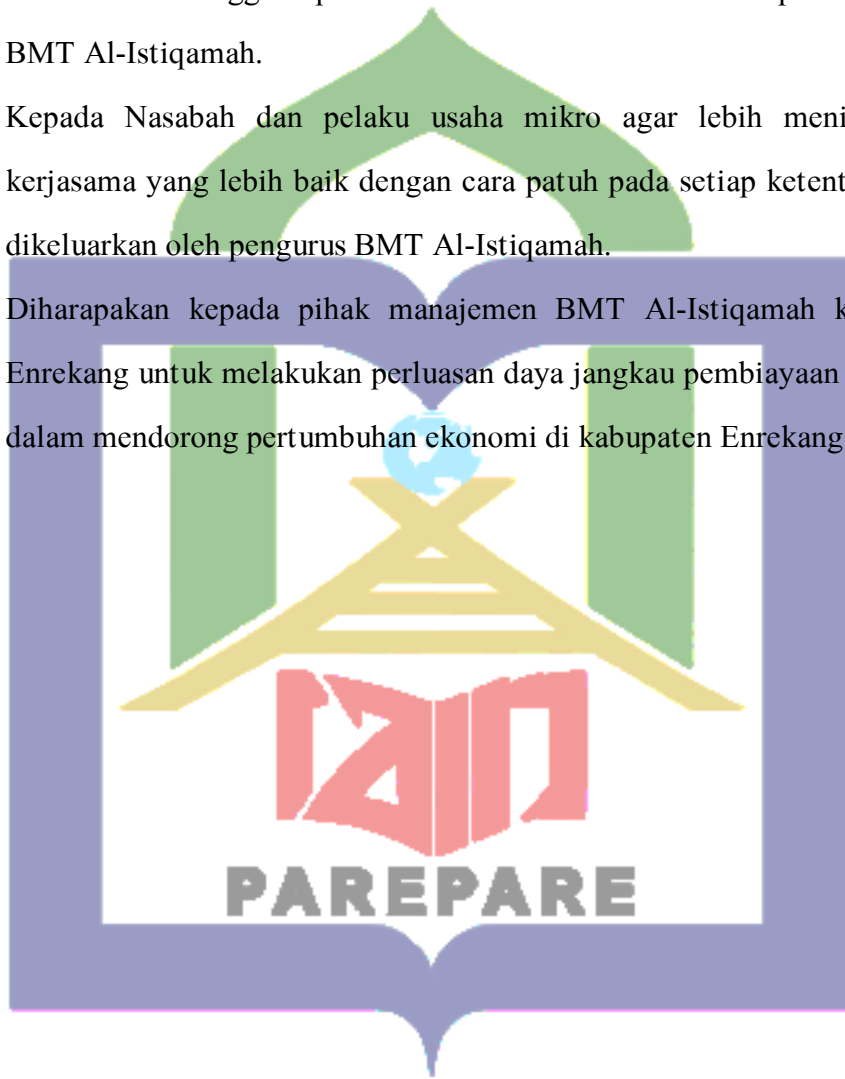 BMT Al-Istiqamah.
Kepada Nasabah dan pelaku usaha mikro agar lebih meni
kerjasama yang lebih baik dengan cara patuh pada setiap ketent
dikeluarkan oleh pengurus BMT Al-Istiqamah.
Diharapakan kepada pihak manajemen BMT Al-Istiqamah k
Enrekang untuk melakukan perluasan daya jangkau pembiayaan
dalam mendorong pertumbuhan ekonomi di kabupaten Enrekang
iain
PAREPARE